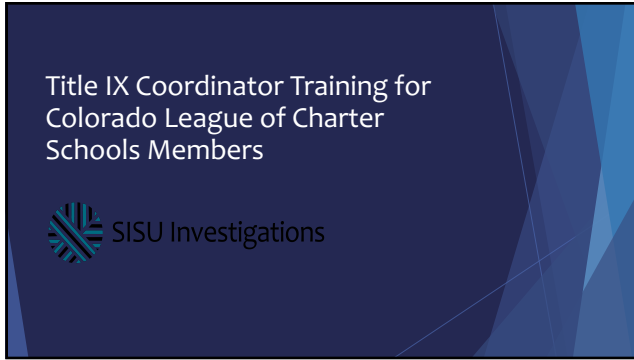 Title IX Coordinator Training for
Colorado League of Charter
Schools Members
SISU Investigations